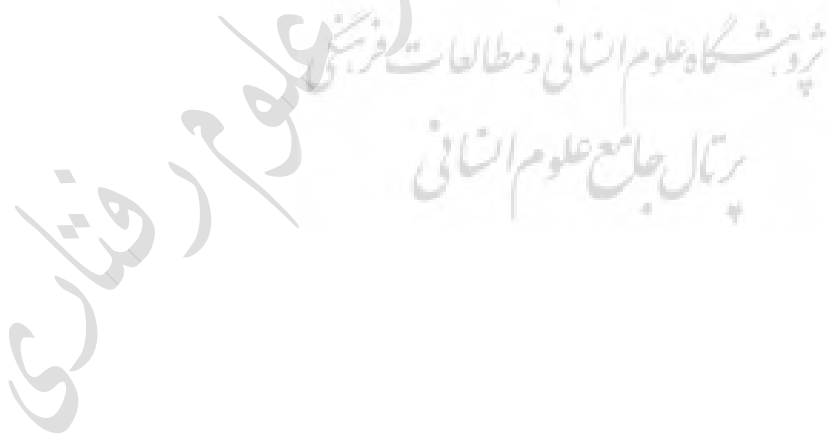 پژوهشگاه علوم انسانی و مطالعات فرهنگی
پرتال جامع علوم انسانی
علوم رفتاری